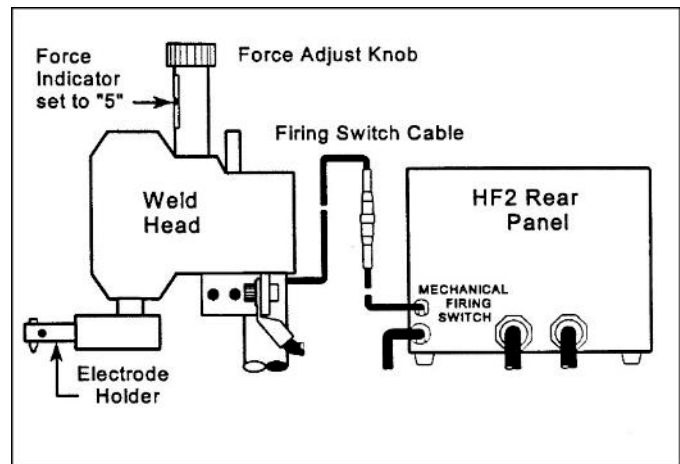 Force
Indicator
set to "5"
Force Adjust Knob
Firing Switch Cable
Weld
Head
HF2 Rear
Panel
MECHANICAL
FIRING
SWITCH
Electrode
Holder